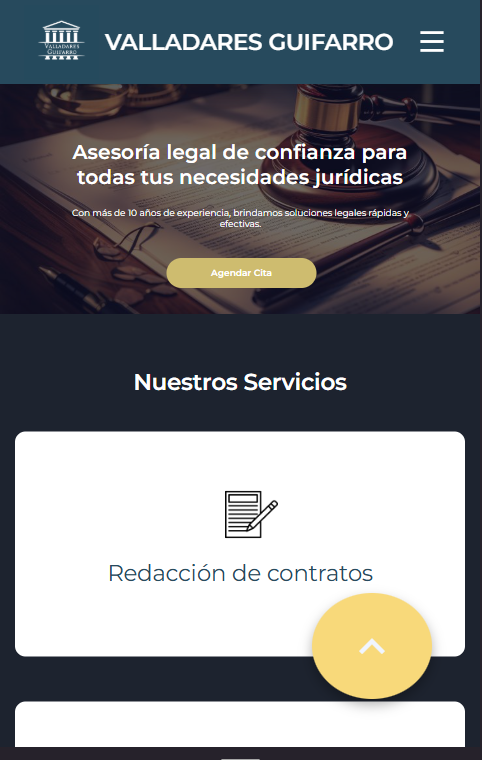 VALLADARES
GUIFARRO
VALLADARES GUIFARRO
Asesoría legal de confianza para
todas tus necesidades jurídicas
Con más de 10 años de experiencia, brindamos soluciones legales rápidas y
efectivas.
Agendar Cita
Nuestros Servicios
Redacción de contratos